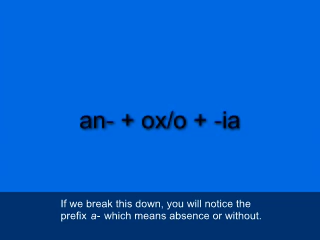 an- + ox/o + -ia
If we break this down, you will notice the
prefix a- which means absence or without.